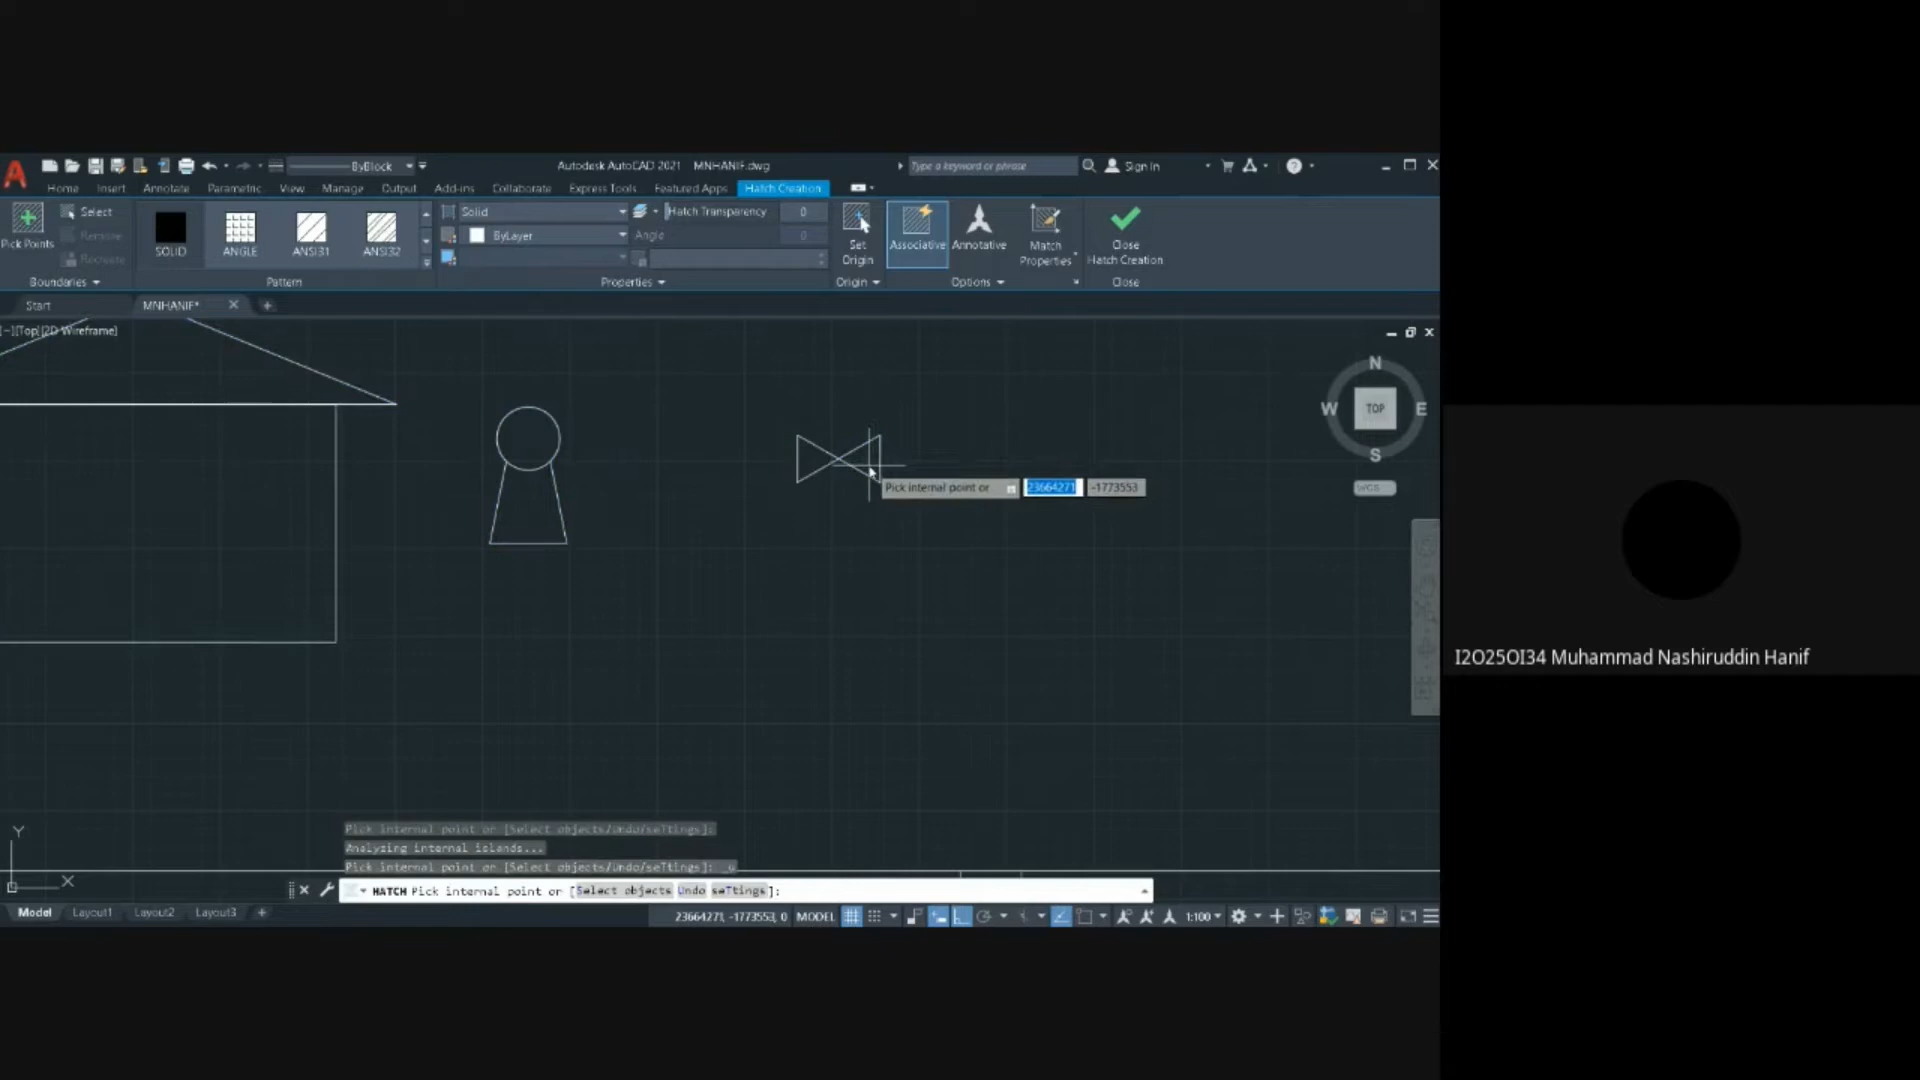 ByBlock Autodesk AutoCAD 2021 MNHANIF.dwg Type a keyword or phrase Sign In
Home Insert Annotate Parametric View Manage Output Add-ins Collaborate Express Tools Featured Apps Hatch Creation
Pick Points Select Remove Recreate
SOLID ANGLE ANSI31 ANSI32
Solid Hatch Transparency 0
ByLayer Angle 0
Set Origin Associative Annotative Match Properties Close Hatch Creation
Boundaries Pattern Properties Origin Options Close
Start MNHANIF* +
[-][Top][2D Wireframe]
N
W TOP E
S
WCS
Pick internal point or 23664271 -1773553
I2O25OI34 Muhammad Nashiruddin Hanif
Pick internal point or [Select objects/Undo/seTtings]:
Analyzing internal islands...
Pick internal point or [Select objects/Undo/seTtings]: _u
Y
X
HATCH Pick internal point or [Select objects Undo seTtings]:
Model Layout1 Layout2 Layout3 + 23664271, -1773553, 0 MODEL 1:100